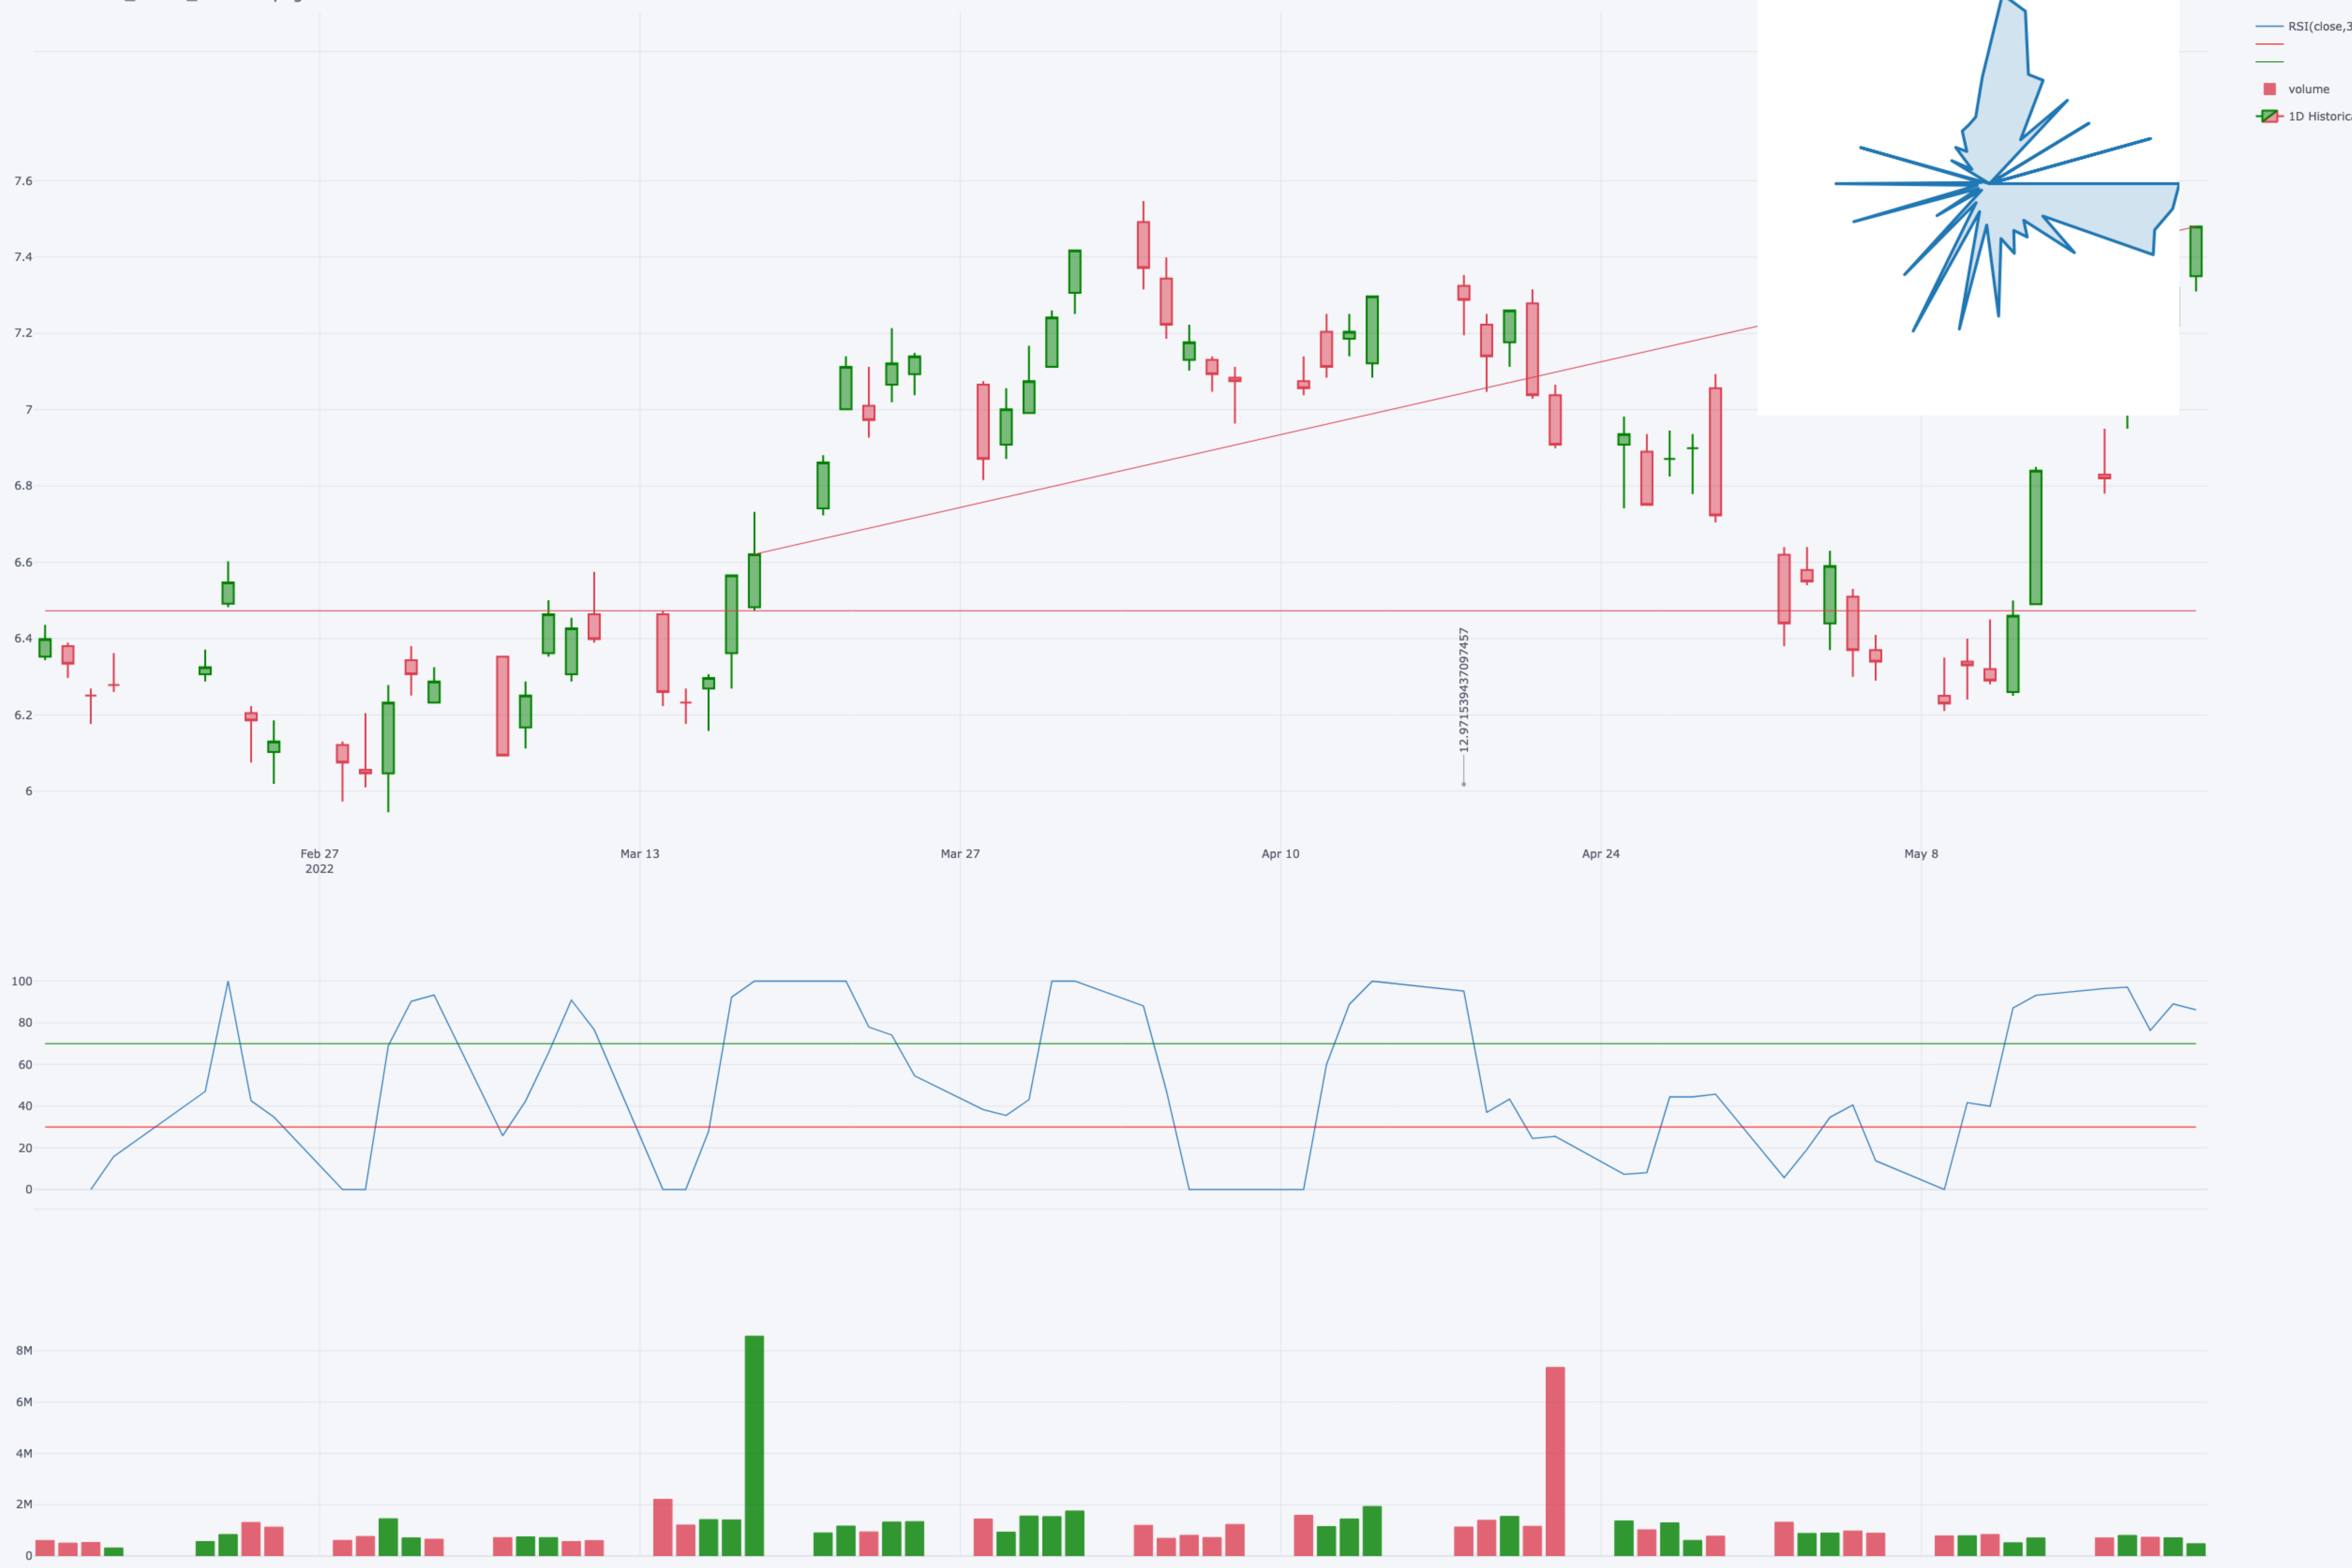 RSI(close,3
volume
1D Historic
7.6
7.4
7.2
7
6.8
6.6
6.4
6.2
6
12.971539437097457
Feb 27
2022
Mar 13
Mar 27
Apr 10
Apr 24
May 8
100
80
60
40
20
0
8M
6M
4M
2M
0